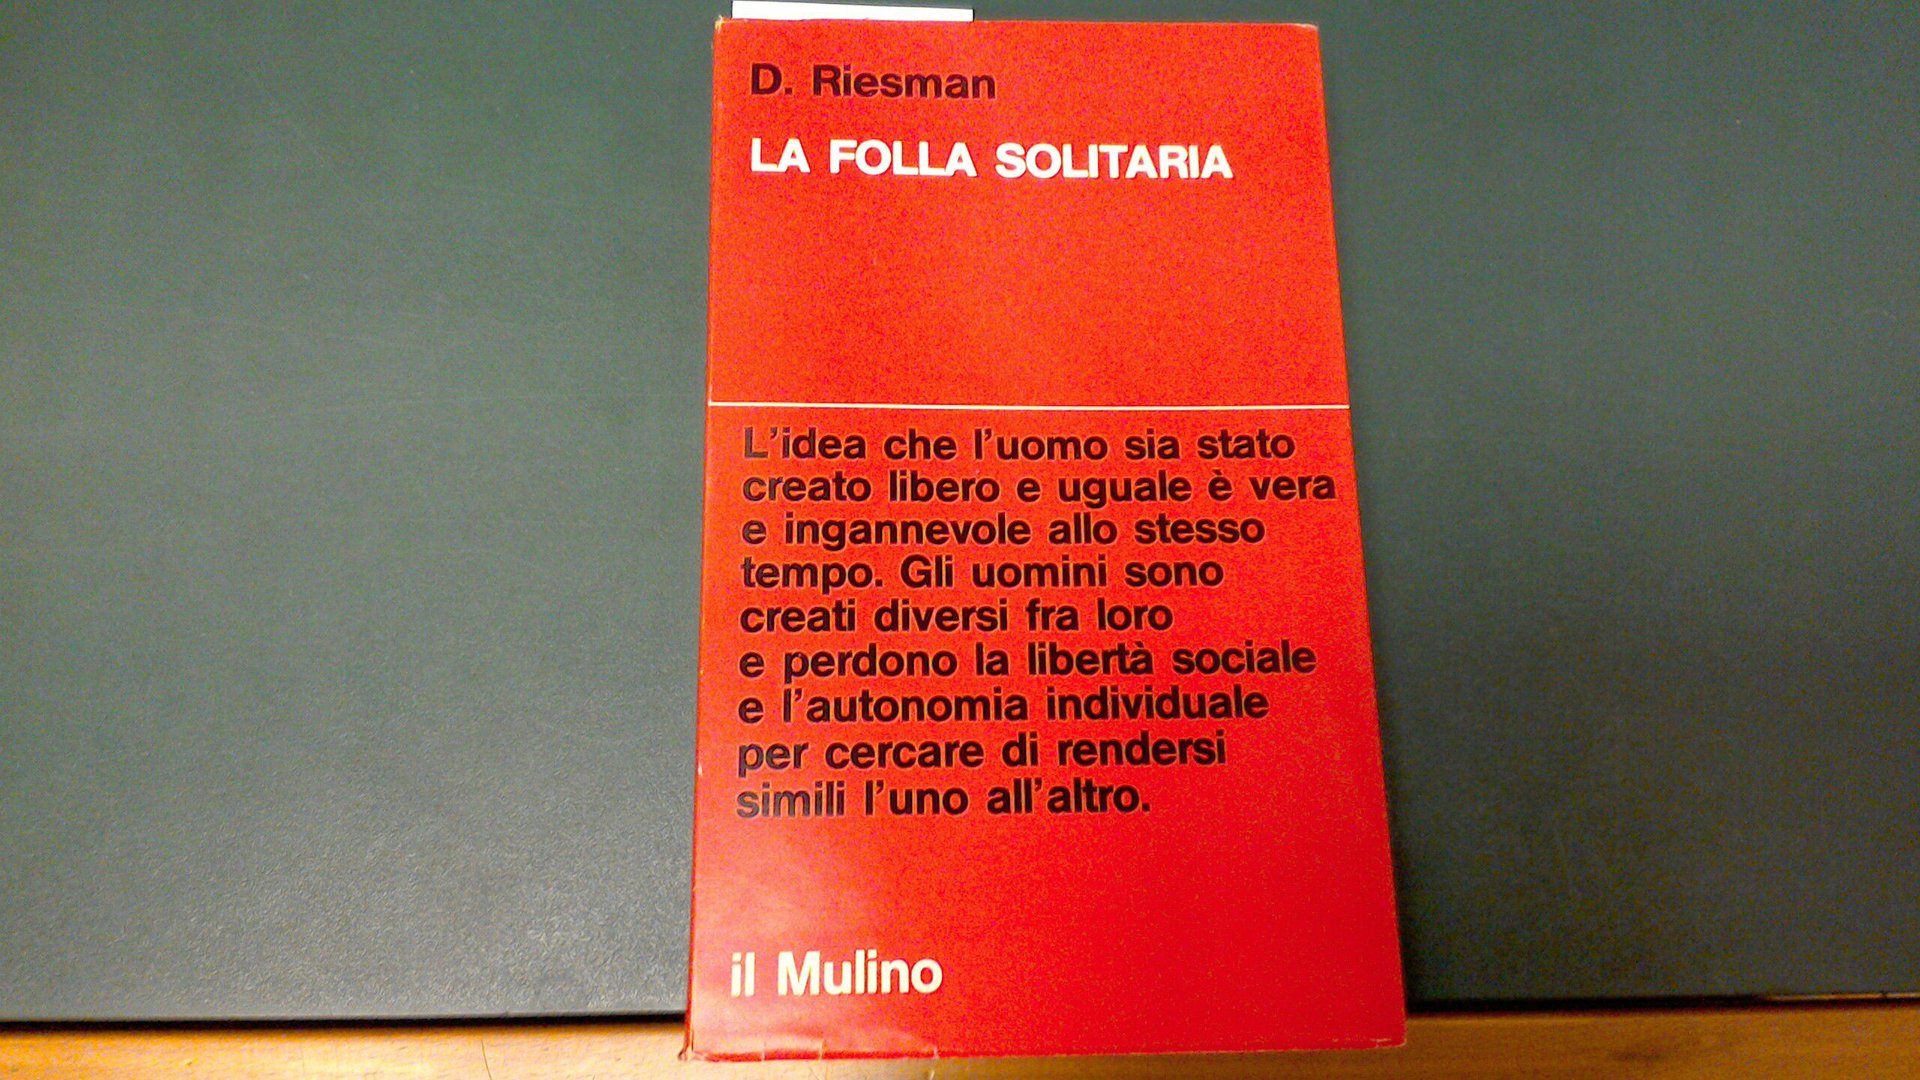 D. Riesman
LA FOLLA SOLITARIA
L'idea che l'uomo sia stato
creato libero e uguale è vera
e ingannevole allo stesso
tempo. Gli uomini sono
creati diversi fra loro
e perdono la libertà sociale
e l'autonomia individuale
per cercare di rendersi
simili l'uno all'altro.
il Mulino